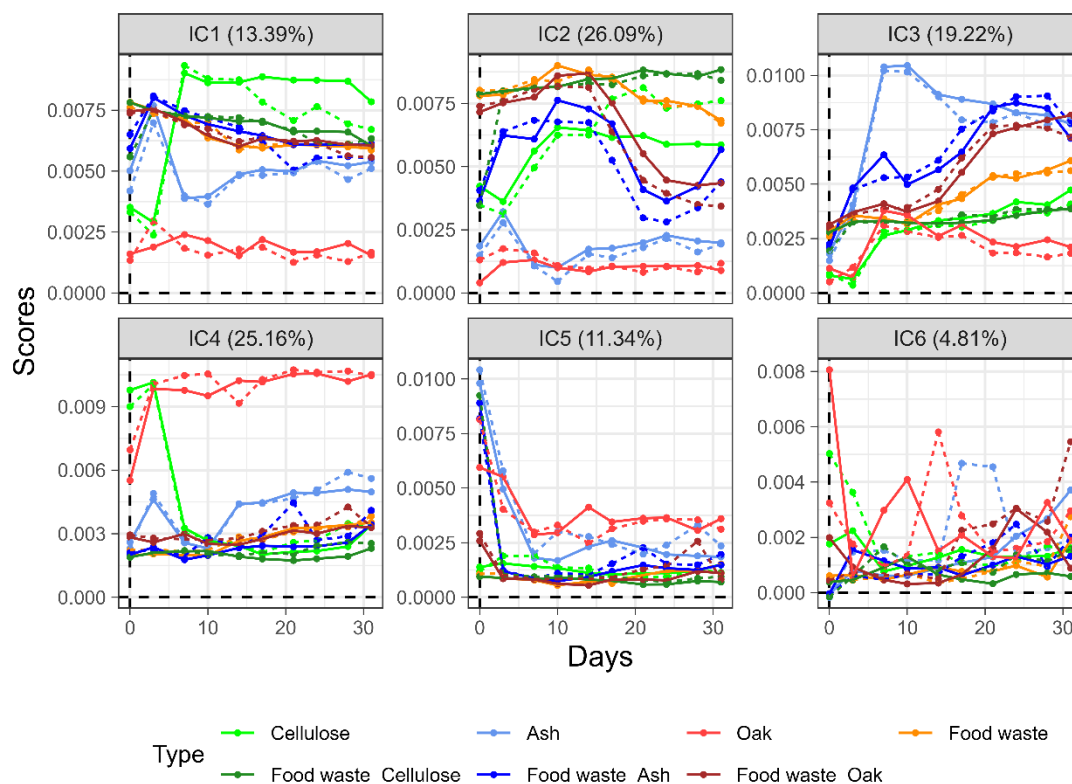 IC1 (13.39%) IC2 (26.09%) IC3 (19.22%)
0.0075 0.0050 0.0025 0.0000
0.0075 0.0050 0.0025 0.0000
0.0100 0.0075 0.0050 0.0025 0.0000
Scores
IC4 (25.16%) IC5 (11.34%) IC6 (4.81%)
0.009 0.006 0.003 0.000
0.0100 0.0075 0.0050 0.0025 0.0000
0.008 0.006 0.004 0.002 0.000
0 10 20 30 0 10 20 30 0 10 20 30
Days
Type
Cellulose Ash Oak Food waste
Food waste_Cellulose Food waste_Ash Food waste_Oak